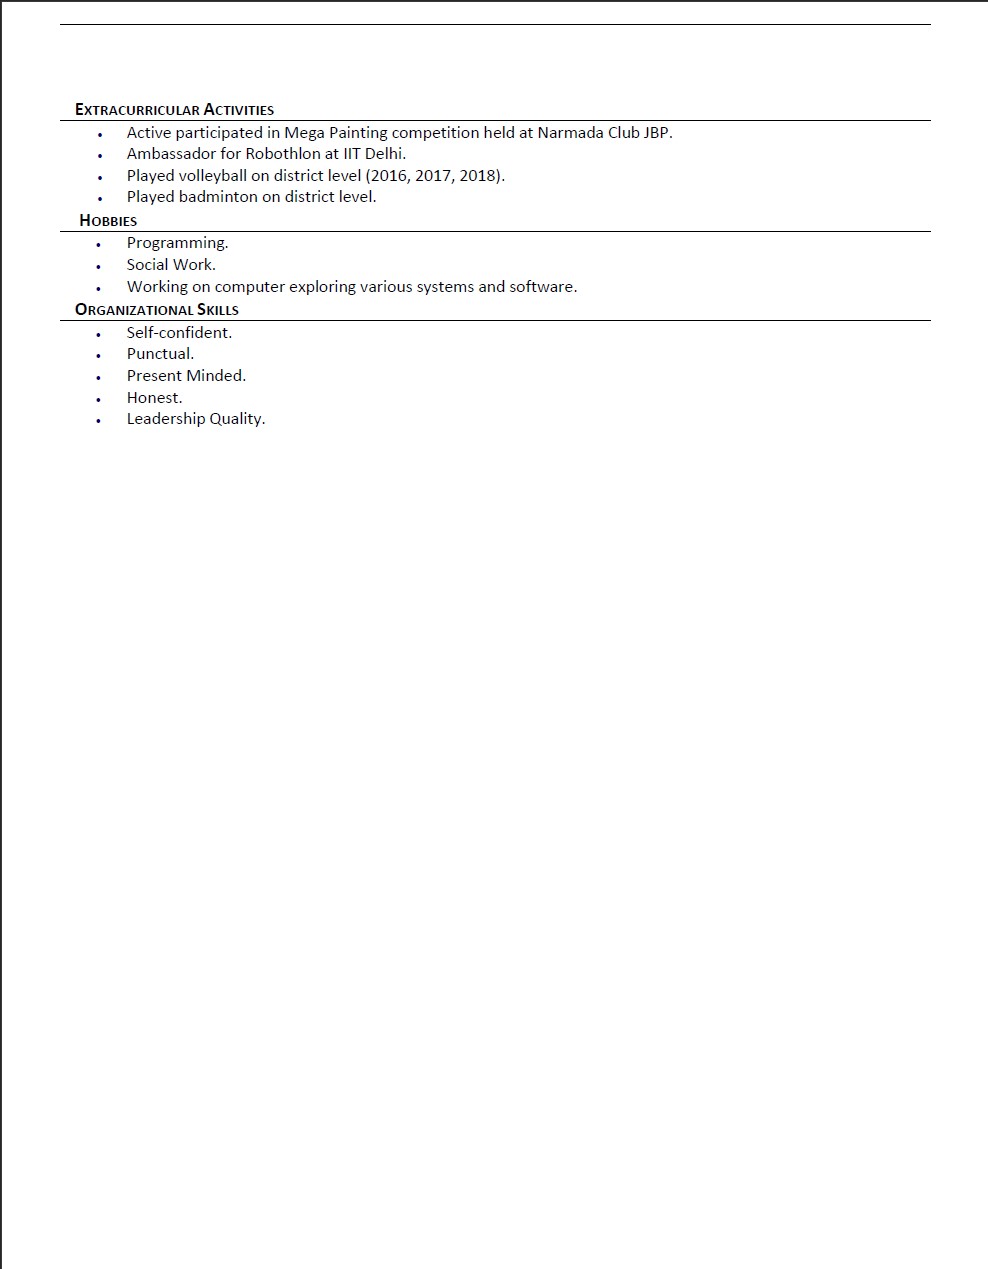 EXTRACURRICULAR ACTIVITIES
• Active participated in Mega Painting competition held at Narmada Club JBP.
• Ambassador for Robothlon at IIT Delhi.
• Played volleyball on district level (2016, 2017, 2018).
• Played badminton on district level.
HOBBIES
• Programming.
• Social Work.
• Working on computer exploring various systems and software.
ORGANIZATIONAL SKILLS
• Self-confident.
• Punctual.
• Present Minded.
• Honest.
• Leadership Quality.